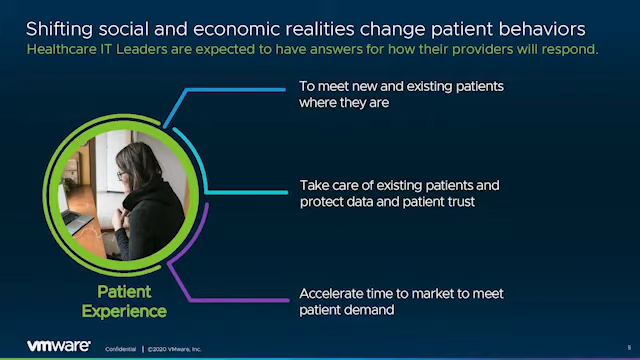 Shifting social and economic realities change patient behaviors
Healthcare IT Leaders are expected to have answers for how their providers will respond.
To meet new and existing patients
where they are
Take care of existing patients and
protect data and patient trust
Patient
Experience
Accelerate time to market to meet
patient demand
vmware
Confidential | ©2020 VMware, Inc.